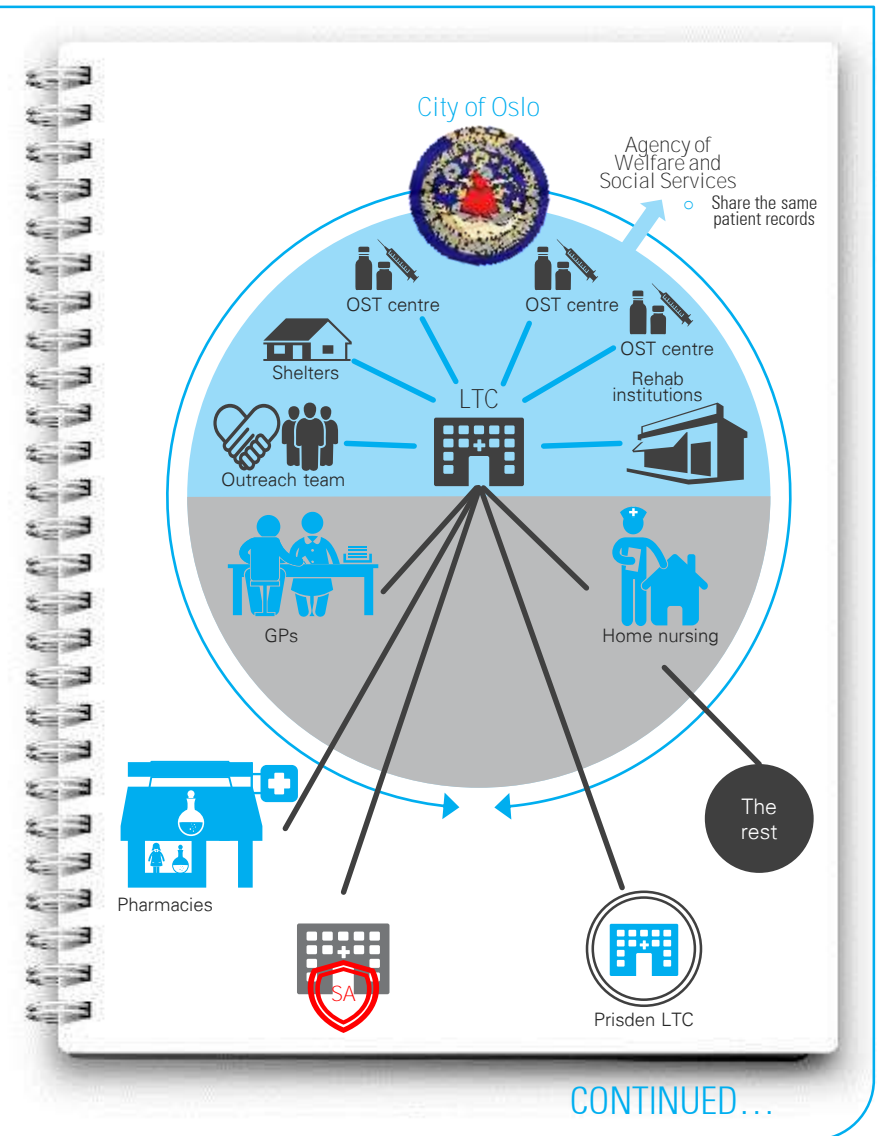 City of Oslo
Agency of
Welfare and
Social Services
Share the same
patient records
OST centre
OST centre
OST centre
Shelters
LTC
Rehab
institutions
Outreach team
GPs
Home nursing
The
rest
Pharmacies
SA
Prisden LTC
CONTINUED...